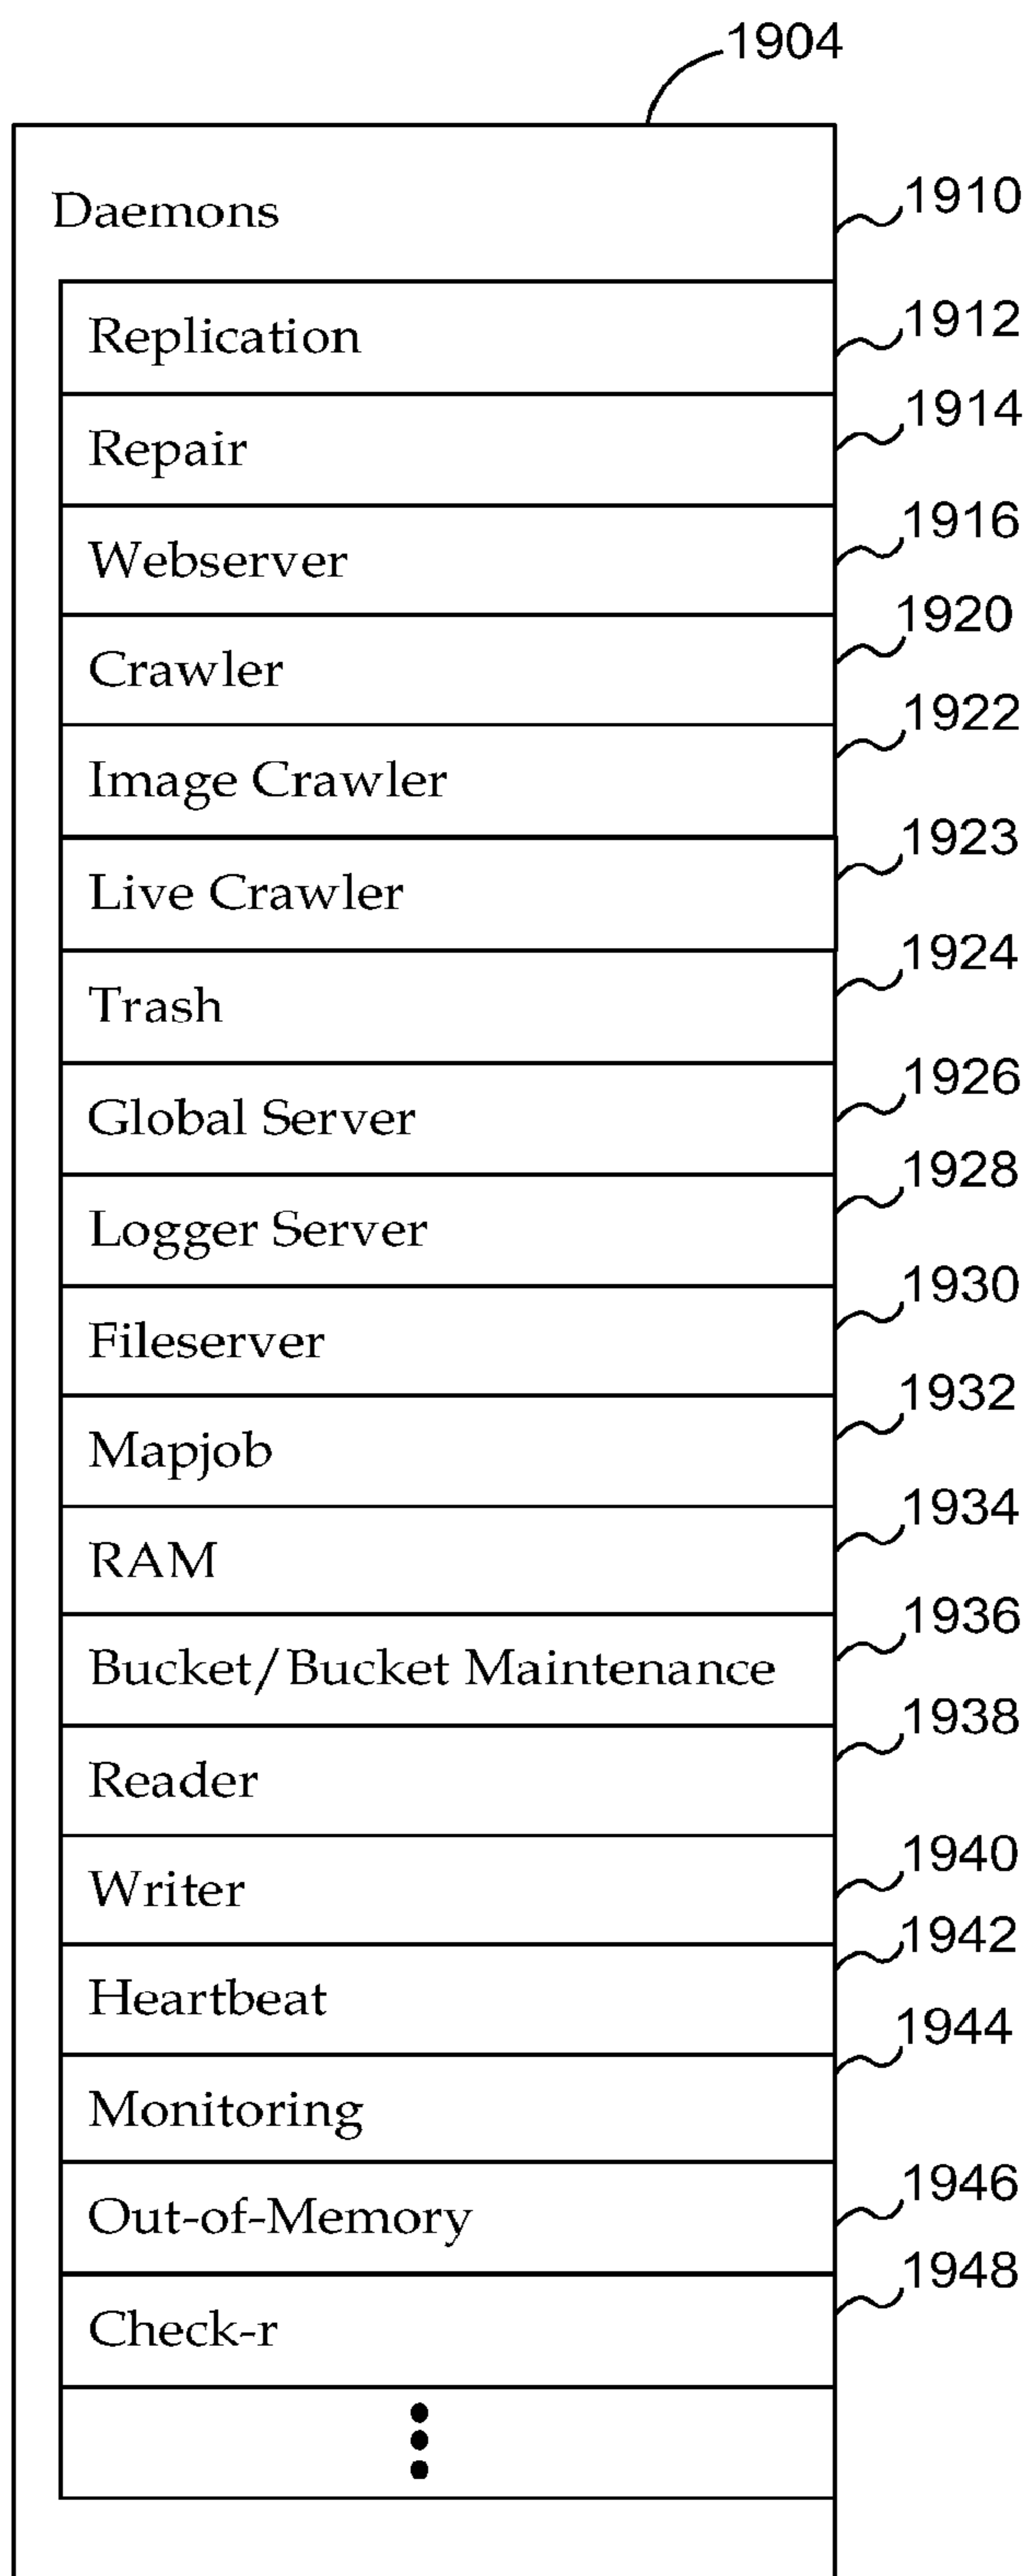 1904
Daemons 1910
Replication 1912
Repair 1914
Webserver 1916
Crawler 1920
Image Crawler 1922
Live Crawler 1923
Trash 1924
Global Server 1926
Logger Server 1928
Fileserver 1930
Mapjob 1932
RAM 1934
Bucket/Bucket Maintenance 1936
Reader 1938
Writer 1940
Heartbeat 1942
Monitoring 1944
Out-of-Memory 1946
Check-r 1948